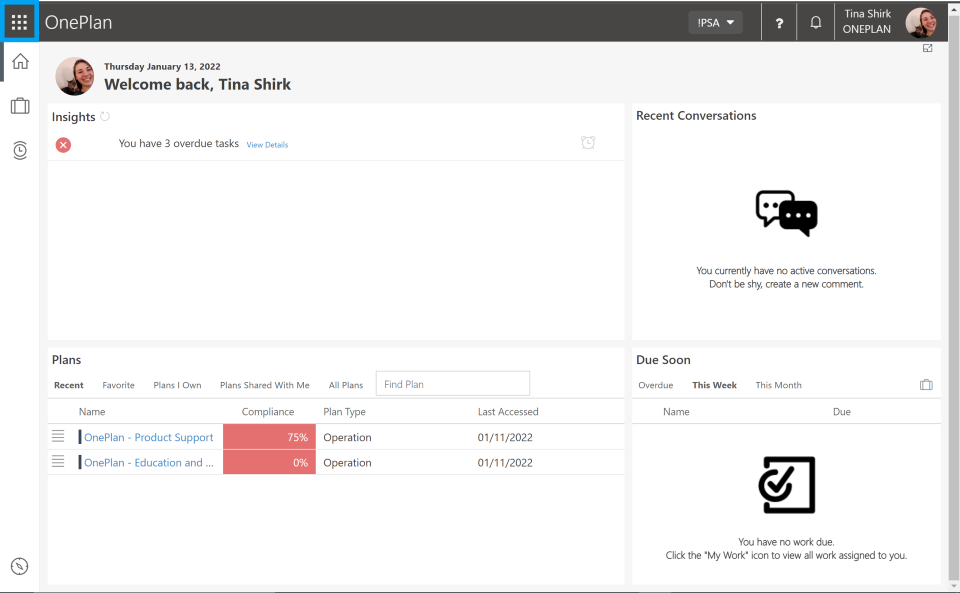 OnePlan
!PSA
?
Tina Shirk
ONEPLAN
Thursday January 13, 2022
Welcome back, Tina Shirk
Insights
You have 3 overdue tasks View Details
Recent Conversations
You currently have no active conversations.
Don't be shy, create a new comment.
Plans
Recent Favorite Plans I Own Plans Shared With Me All Plans Find Plan
Name Compliance Plan Type Last Accessed
OnePlan - Product Support 75% Operation 01/11/2022
OnePlan - Education and ... 0% Operation 01/11/2022
Due Soon
Overdue This Week This Month
Name Due
You have no work due.
Click the "My Work" icon to view all work assigned to you.